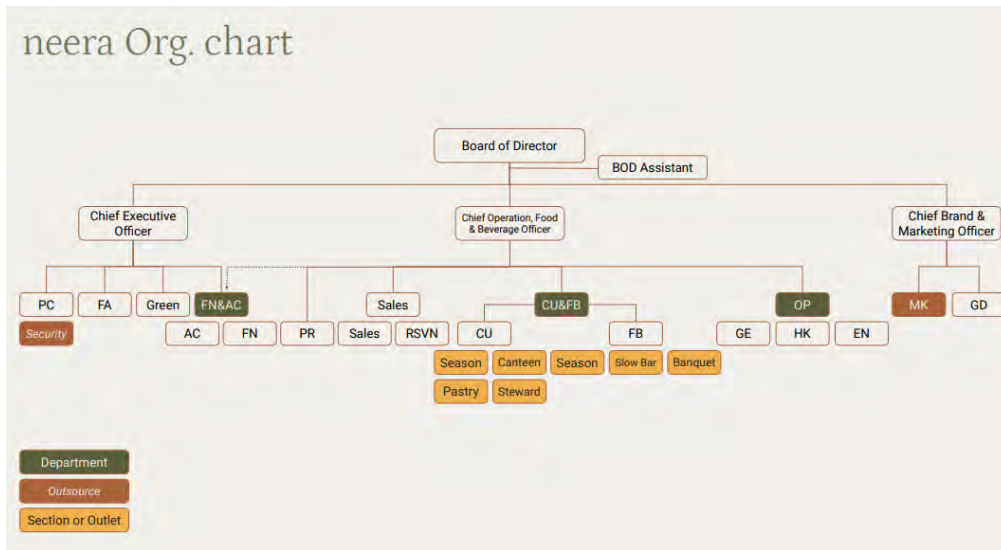 neera Org. chart
Board of Director
BOD Assistant
Chief Executive
Officer
Chief Operation, Food
& Beverage Officer
Chief Brand &
Marketing Officer
PC
FA
Green
FN&AC
Sales
CU&FB
OP
MK
GD
Security
AC
FN
PR
Sales
RSVN
CU
FB
GE
HK
EN
Season
Canteen
Season
Slow Bar
Banquet
Pastry
Steward
Department
Outsource
Section or Outlet